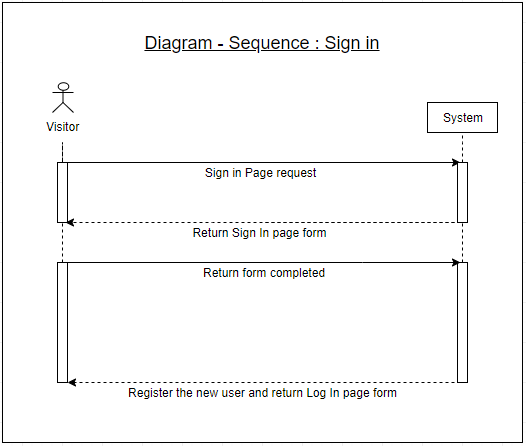 Diagram - Sequence : Sign in
Visitor
System
Sign in Page request
Return Sign In page form
Return form completed
Register the new user and return Log In page form